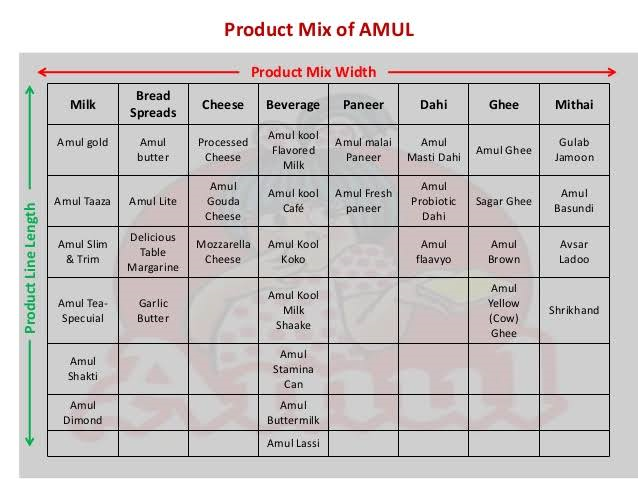 Product Mix of AMUL
Product Mix Width
Product Line Length
Milk
Bread
Spreads
Cheese
Beverage
Paneer
Dahi
Ghee
Mithai
Amul gold
Amul
butter
Processed
Cheese
Amul kool
Flavored
Milk
Amul malai
Paneer
Amul
Masti Dahi
Amul Ghee
Gulab
Jamoon
Amul Taaza
Amul Lite
Amul
Gouda
Cheese
Amul kool
Café
Amul Fresh
paneer
Amul
Probiotic
Dahi
Sagar Ghee
Amul
Basundi
Amul Slim
& Trim
Delicious
Table
Margarine
Mozzarella
Cheese
Amul Kool
Koko
Amul
flaavyo
Amul
Brown
Avsar
Ladoo
Amul Tea-
Specuial
Garlic
Butter
Amul Kool
Milk
Shaake
Amul
Yellow
(Cow)
Ghee
Shrikhand
Amul
Shakti
Amul
Stamina
Can
Amul
Dimond
Amul
Buttermilk
Amul Lassi
Amul